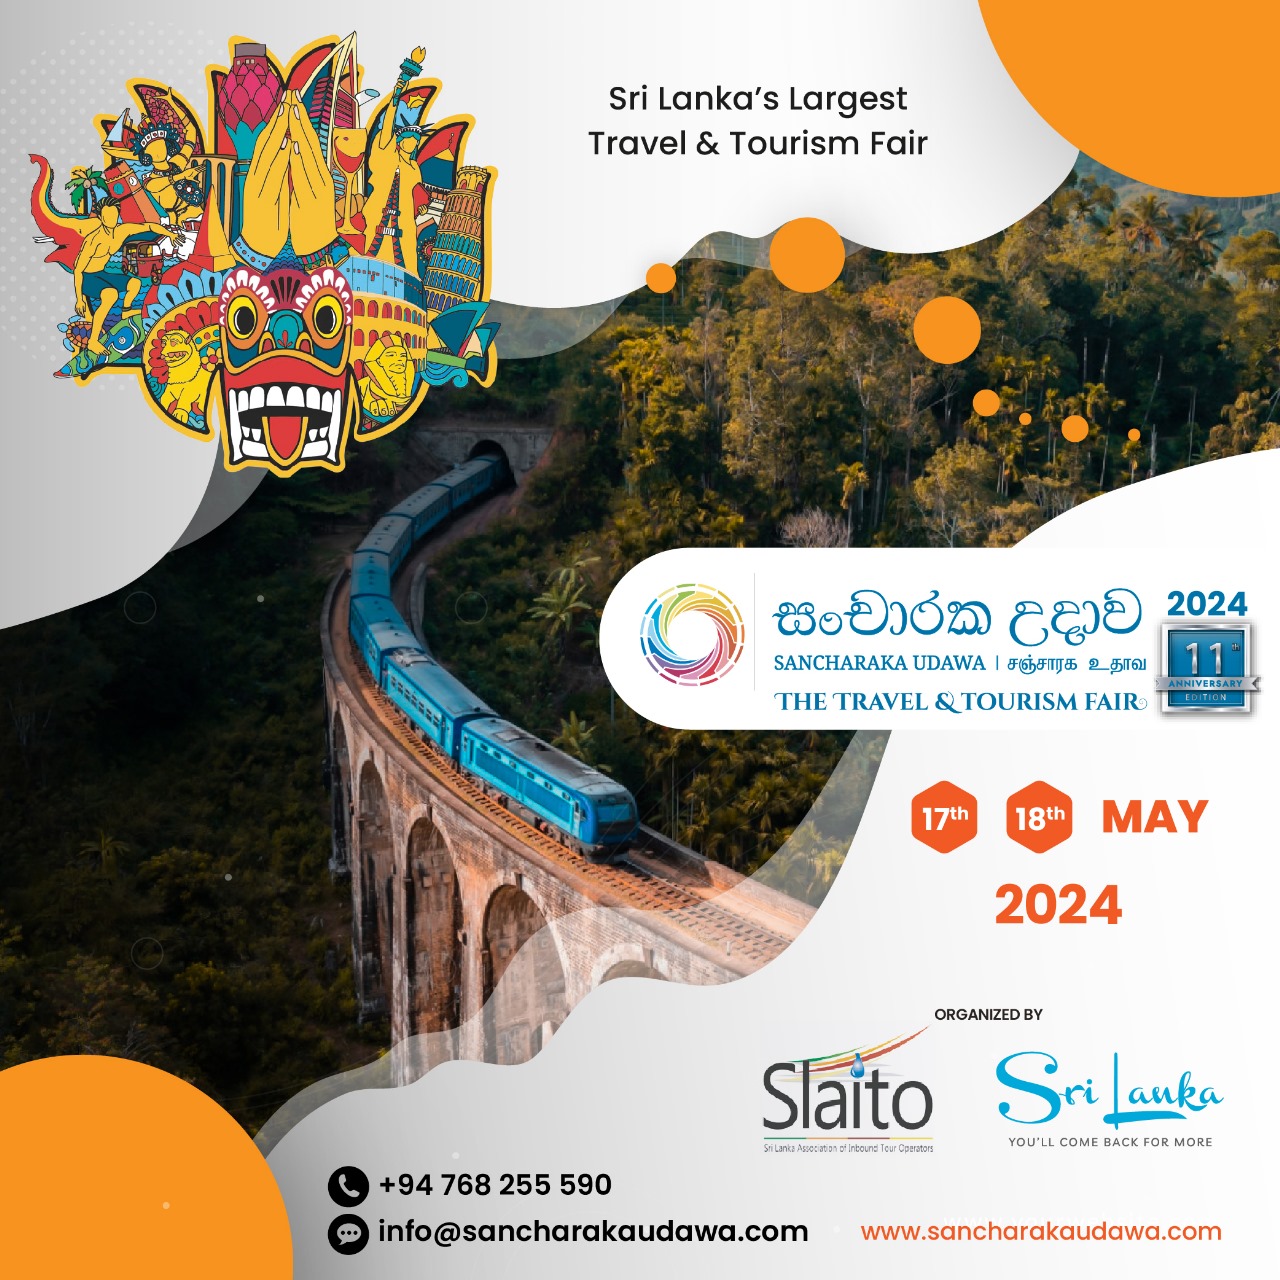 Sri Lanka's Largest
Travel & Tourism Fair
සංචාරක උදාව
2024
SANCHARAKA UDAWA | சஞ்சாரக உதாவ
THE TRAVEL & TOURISM FAIR
11th
ANNIVERSARY
EDITION
17th 18th MAY
2024
ORGANIZED BY
Slaito
Sri Lanka Association of Inbound Tour Operators
Sri Lanka
YOU'LL COME BACK FOR MORE
+94 768 255 590
info@sancharakaudawa.com
www.sancharakaudawa.com